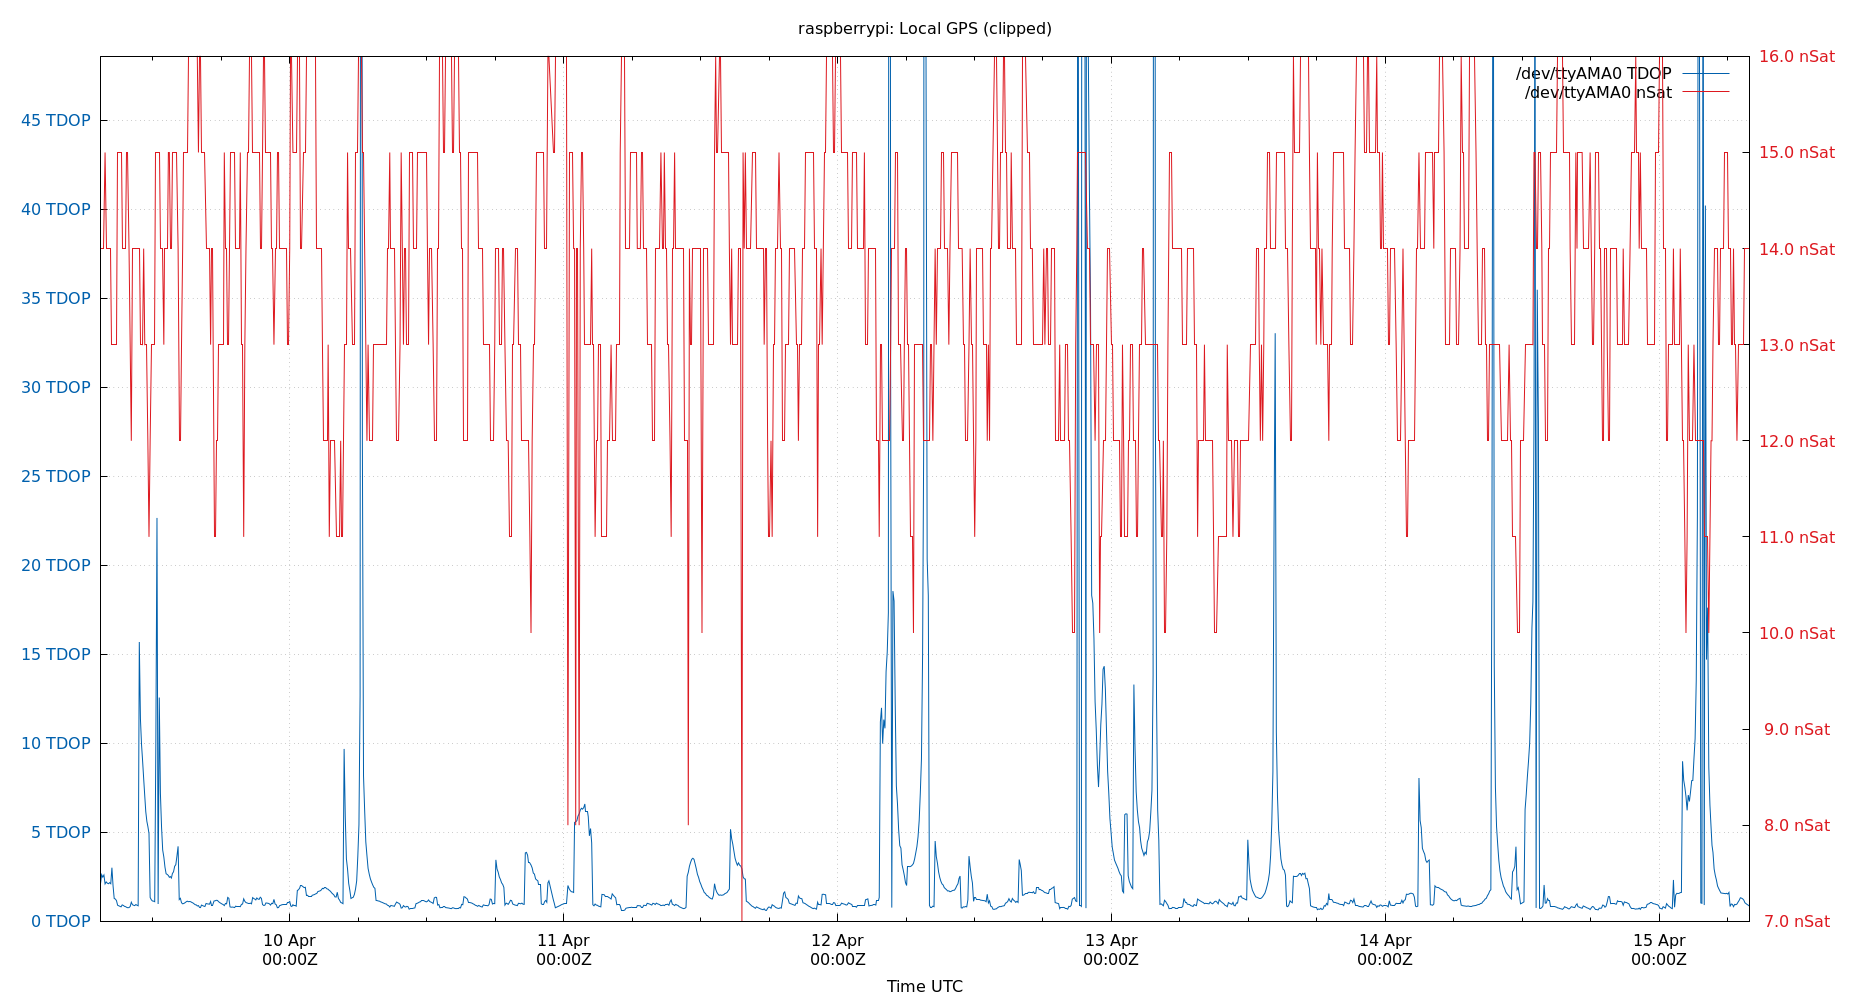 raspberrypi: Local GPS (clipped)
16.0 nSat
/dev/ttyAMA0 TDOP
/dev/ttyAMA0 nSat
45 TDOP
15.0 nSat
40 TDOP
14.0 nSat
35 TDOP
13.0 nSat
30 TDOP
12.0 nSat
25 TDOP
11.0 nSat
20 TDOP
10.0 nSat
15 TDOP
9.0 nSat
10 TDOP
8.0 nSat
5 TDOP
7.0 nSat
0 TDOP
10 Apr 11 Apr 12 Apr 13 Apr 14 Apr 15 Apr
00:00Z 00:00Z 00:00Z 00:00Z 00:00Z 00:00Z
Time UTC